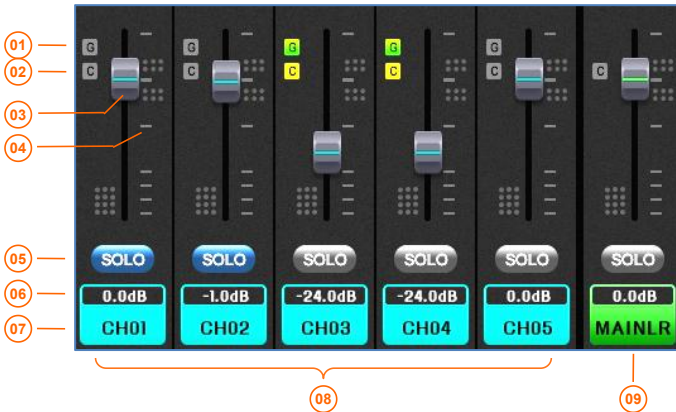 01
G G G G G
02
C C C C C C
03
04
05
SOLO SOLO SOLO SOLO SOLO SOLO
06
0.0dB -1.0dB -24.0dB -24.0dB 0.0dB 0.0dB
07
CH01 CH02 CH03 CH04 CH05 MAINLR
08 09